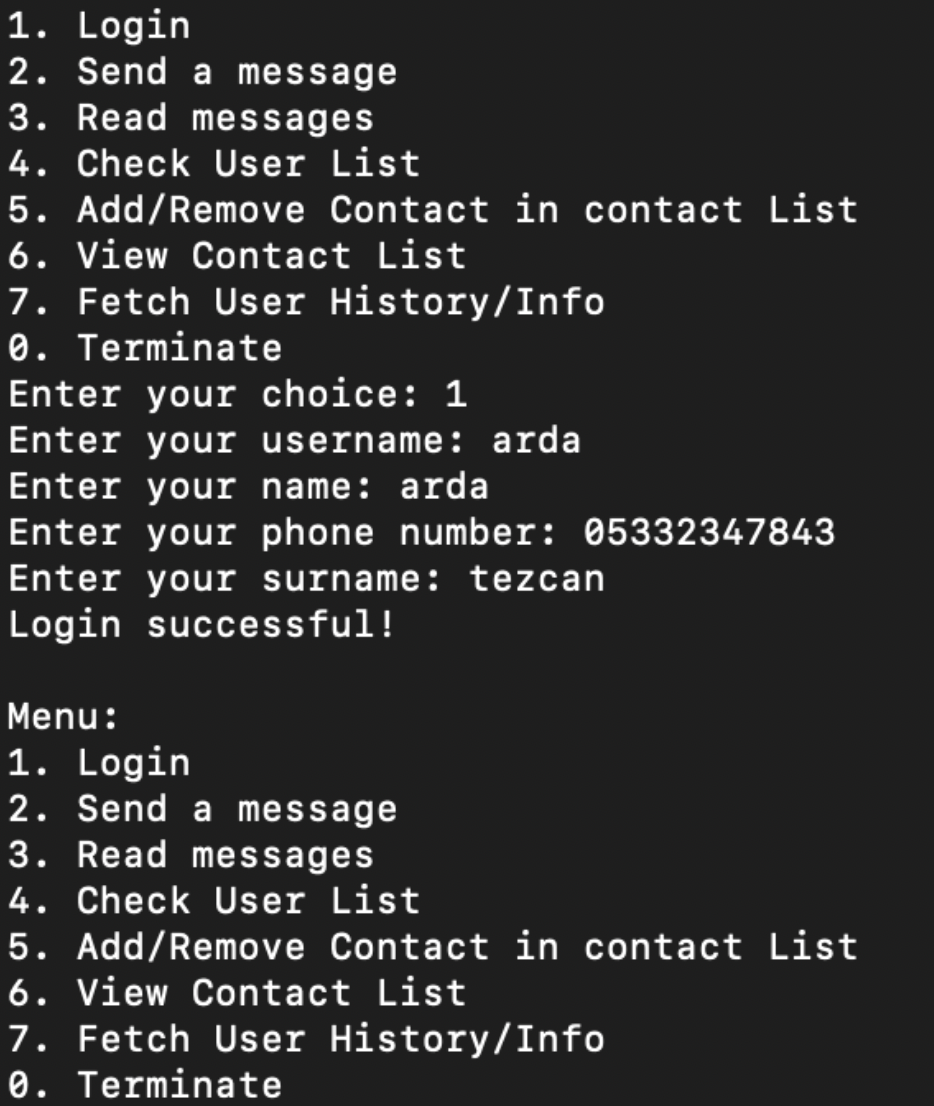 1. Login
2. Send a message
3. Read messages
4. Check User List
5. Add/Remove Contact in contact List
6. View Contact List
7. Fetch User History/Info
0. Terminate
Enter your choice: 1
Enter your username: arda
Enter your name: arda
Enter your phone number: 05332347843
Enter your surname: tezcan
Login successful!

Menu:
1. Login
2. Send a message
3. Read messages
4. Check User List
5. Add/Remove Contact in contact List
6. View Contact List
7. Fetch User History/Info
0. Terminate